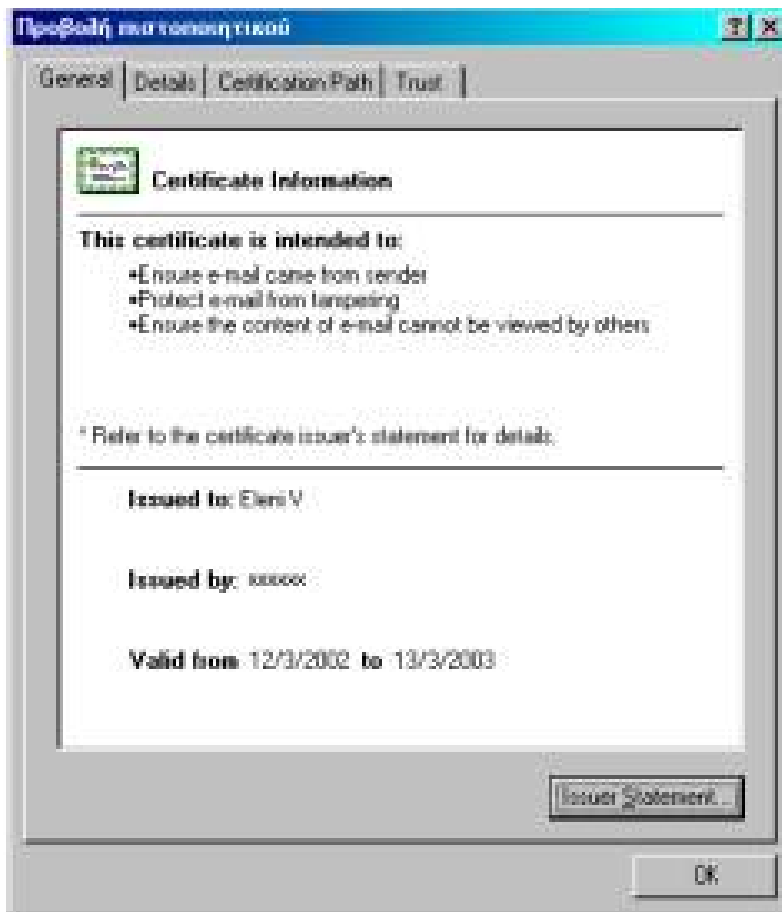 Προβολή πιστοποιητικού
General Details Certification Path Trust
Certificate Information
This certificate is intended to:
•Ensure e-mail came from sender
•Protect e-mail from tampering
•Ensure the content of e-mail cannot be viewed by others
* Refer to the certificate issuer's statement for details.
Issued to: Eleni V
Issued by:
Valid from 12/3/2002 to 13/3/2003
Issuer Statement...
OK